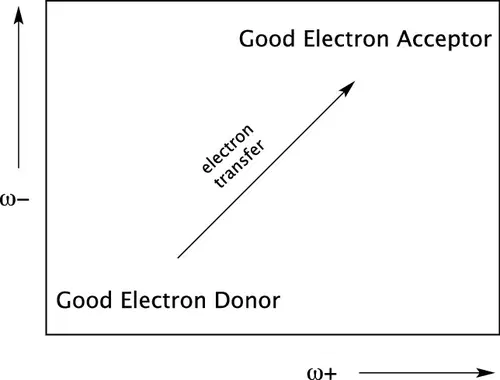 Good Electron Acceptor
electron
transfer
ω−
Good Electron Donor
ω+